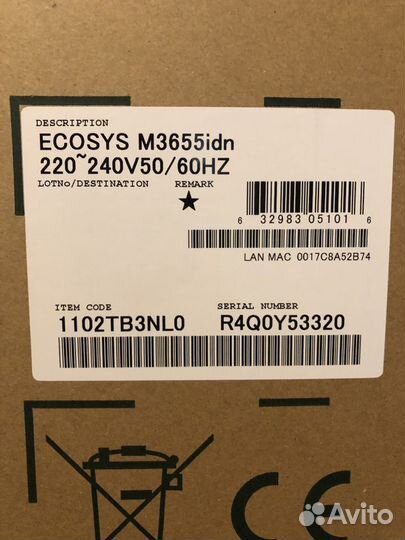 DESCRIPTION
ECOSYS M3655idn
220~240V50/60HZ
LOTNo/DESTINATION REMARK
★
6 32983 05101 6
LAN MAC 0017C8A52B74
ITEM CODE SERIAL NUMBER
1102TB3NL0 R4Q0Y53320
CE
Avito